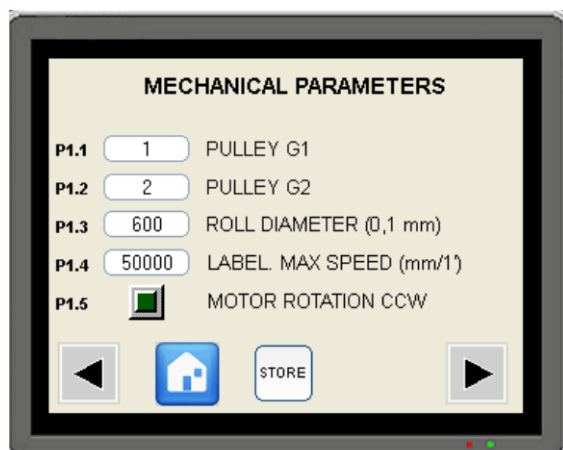 MECHANICAL PARAMETERS
P1.1 1 PULLEY G1
P1.2 2 PULLEY G2
P1.3 600 ROLL DIAMETER (0,1 mm)
P1.4 50000 LABEL. MAX SPEED (mm/1')
P1.5 MOTOR ROTATION CCW
STORE